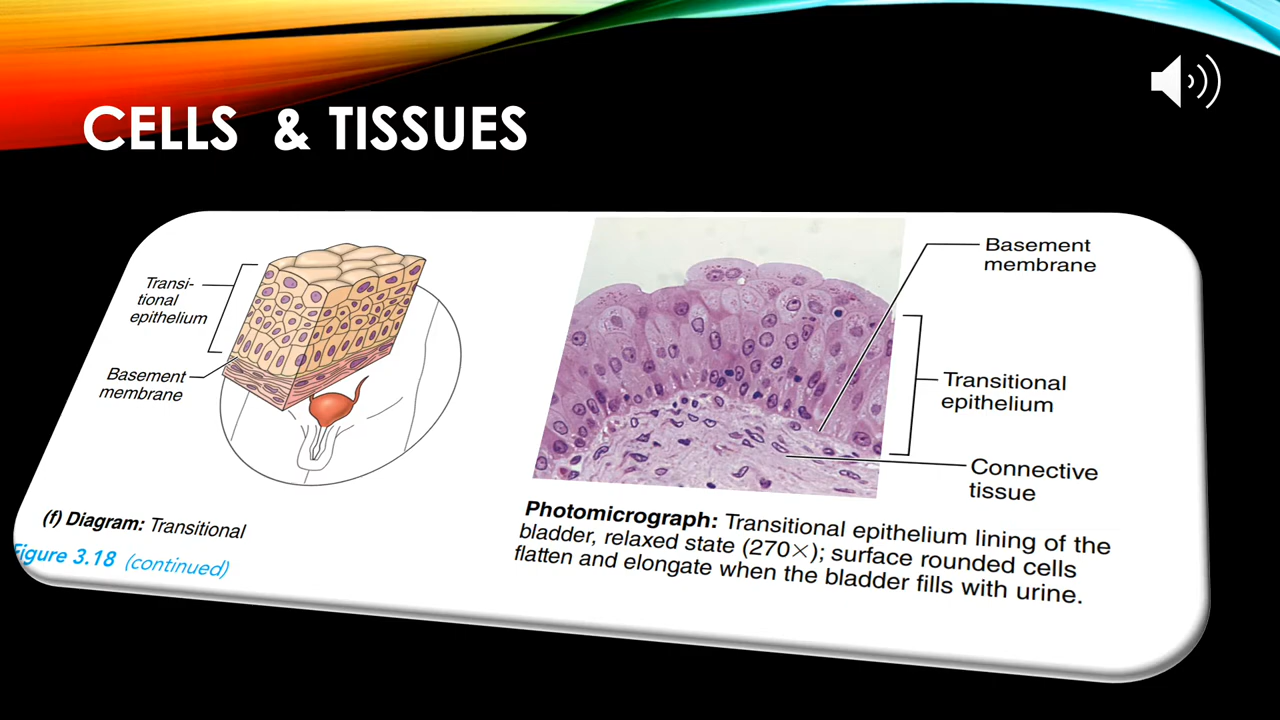 CELLS & TISSUES
Transi-
tional
epithelium
Basement
membrane
(f) Diagram: Transitional
Figure 3.18 (continued)
Basement
membrane
Transitional
epithelium
Connective
tissue
Photomicrograph: Transitional epithelium lining of the
bladder, relaxed state (270×); surface rounded cells
flatten and elongate when the bladder fills with urine.